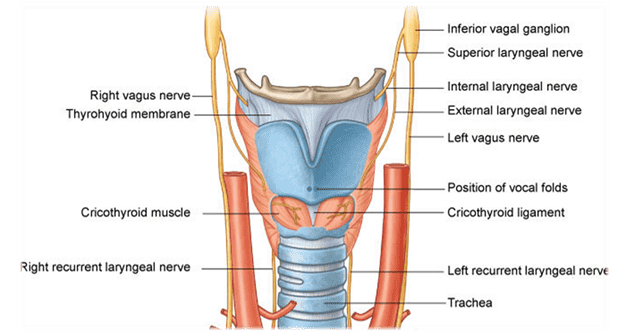 Inferior vagal ganglion
Superior laryngeal nerve
Right vagus nerve
Internal laryngeal nerve
Thyrohyoid membrane
External laryngeal nerve
Left vagus nerve
Position of vocal folds
Cricothyroid muscle
Cricothyroid ligament
Right recurrent laryngeal nerve
Left recurrent laryngeal nerve
Trachea